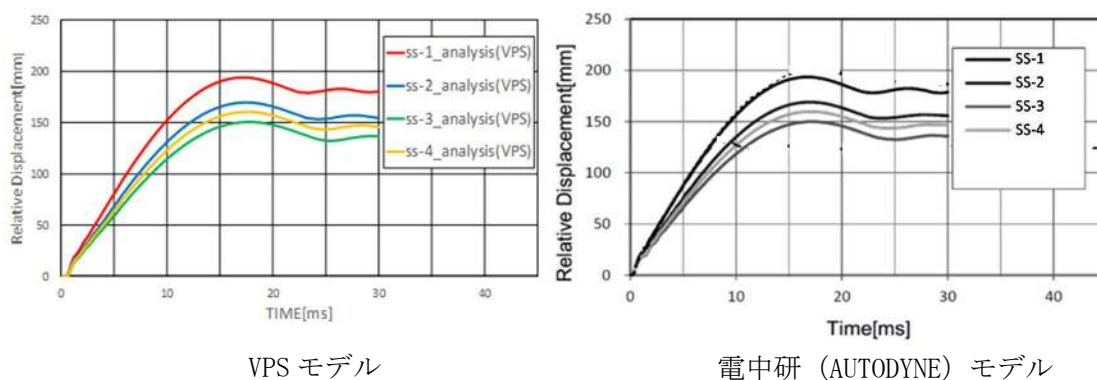 250
200
150
100
50
0
Relative Displacement[mm]
ss-1_analysis(VPS)
ss-2_analysis(VPS)
ss-3_analysis(VPS)
ss-4_analysis(VPS)
0 10 20 30 40
TIME[ms]
VPS モデル
250
200
150
100
50
0
Relative Displacement[mm]
SS-1
SS-2
SS-3
SS-4
0 10 20 30 40
Time[ms]
電中研 (AUTODYNE) モデル